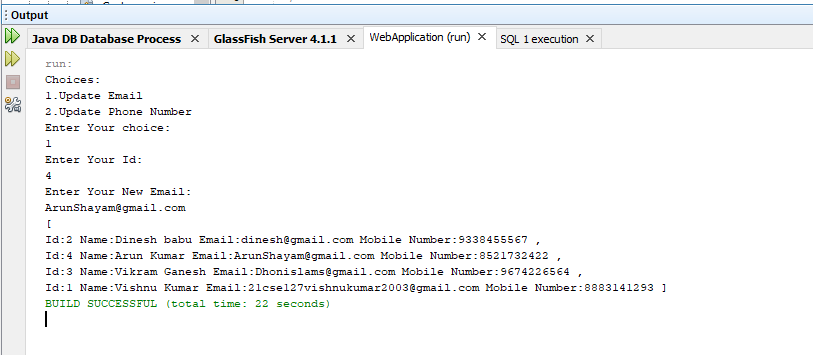 Output
Java DB Database Process × GlassFish Server 4.1.1 × WebApplication (run) × SQL 1 execution ×
run:
Choices:
1.Update Email
2.Update Phone Number
Enter Your choice:
1
Enter Your Id:
4
Enter Your New Email:
ArunShayam@gmail.com
[
Id:2 Name:Dinesh babu Email:dinesh@gmail.com Mobile Number:9338455567 ,
Id:4 Name:Arun Kumar Email:ArunShayam@gmail.com Mobile Number:8521732422 ,
Id:3 Name:Vikram Ganesh Email:Dhonislams@gmail.com Mobile Number:9674226564 ,
Id:1 Name:Vishnu Kumar Email:21cse127vishnukumar2003@gmail.com Mobile Number:8883141293 ]
BUILD SUCCESSFUL (total time: 22 seconds)